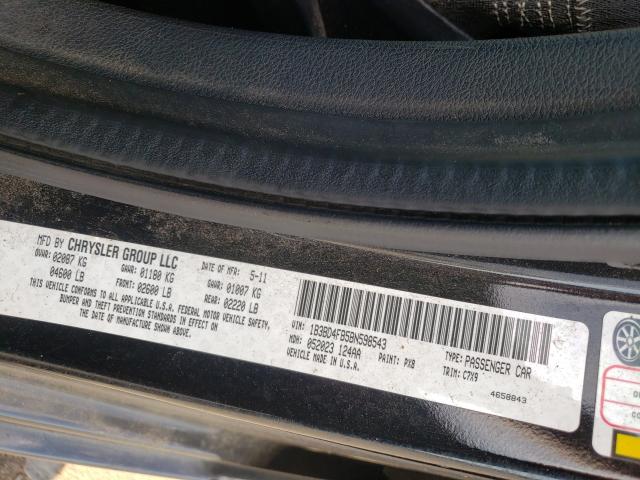 MFD BY CHRYSLER GROUP LLC DATE OF MFR 5-11
GVWR: 02087 KG GAWR: 01180 KG GAWR: 01007 KG
04600 LB FRONT: 02600 LB REAR: 02220 LB
THIS VEHICLE CONFORMS TO ALL APPLICABLE U.S.A. FEDERAL MOTOR VEHICLE SAFETY,
BUMPER AND THEFT PREVENTION STANDARDS IN EFFECT ON THE DATE OF
MANUFACTURE SHOWN ABOVE.
VIN: 1B3BD4FB5BN598543
MDH: 052023 124AA PAINT: PX8 TYPE: PASSENGER CAR
VEHICLE MADE IN U.S.A. TRIM: C7X9
4658843